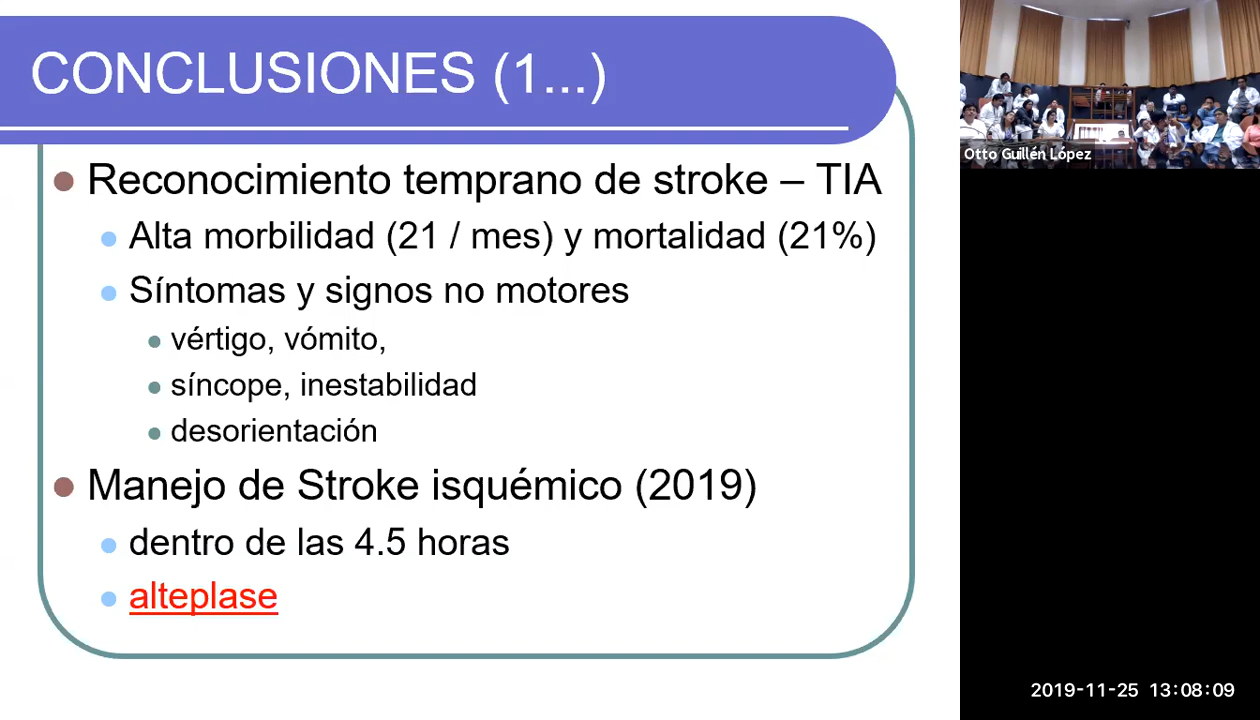 CONCLUSIONES (1...)
Reconocimiento temprano de stroke – TIA
Alta morbilidad (21 / mes) y mortalidad (21%)
Síntomas y signos no motores
vértigo, vómito,
síncope, inestabilidad
desorientación
Manejo de Stroke isquémico (2019)
dentro de las 4.5 horas
alteplase
Otto Guillén López
2019-11-25 13:08:09